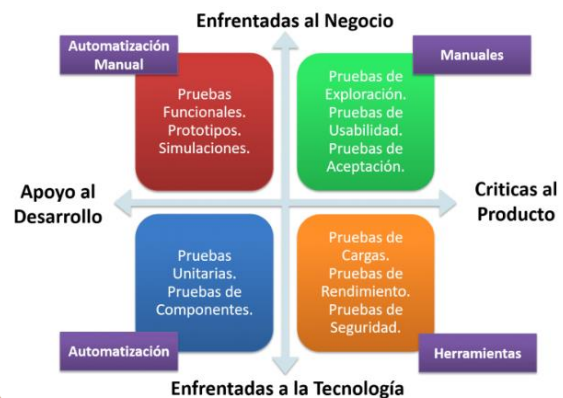 Enfrentadas al Negocio
Automatización
Manual
Manuales
Pruebas
Funcionales.
Prototipos.
Simulaciones.
Pruebas de
Exploración.
Pruebas de
Usabilidad.
Pruebas de
Aceptación.
Apoyo al
Desarrollo
Criticas al
Producto
Pruebas
Unitarias.
Pruebas de
Componentes.
Pruebas de
Cargas.
Pruebas de
Rendimiento.
Pruebas de
Seguridad.
Automatización
Herramientas
Enfrentadas a la Tecnología